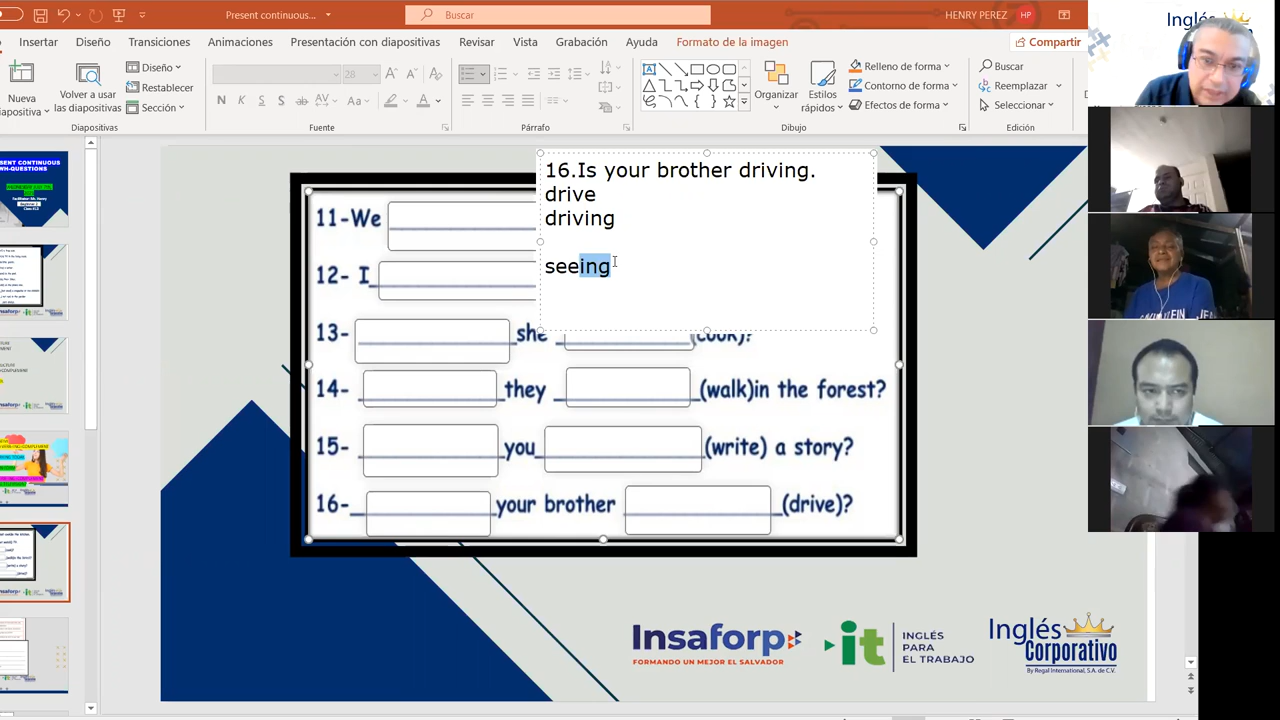 Present continuous...
Buscar
HENRY PEREZ
HP
Inglés
Insertar
Diseño
Transiciones
Animaciones
Presentación con diapositivas
Revisar
Vista
Grabación
Ayuda
Formato de la imagen
Compartir
Nueva
diapositiva
Volver a usar
las diapositivas
Diseño
Restablecer
Sección
28
N
K
S
S
ab
AV
Aa
A
Organizar
Estilos
rápidos
Relleno de forma
Contorno de forma
Efectos de forma
Buscar
Reemplazar
Seleccionar
Diapositivas
Fuente
Párrafo
Dibujo
Edición
16.Is your brother driving.
drive
driving
seeing
11-We
12- I
13- she (cook)?
14- they (walk)in the forest?
15- you (write) a story?
16- your brother (drive)?
Insaforp
FORMANDO UN MEJOR EL SALVADOR
it
INGLÉS
PARA
EL TRABAJO
Inglés
Corporativo
By Regal International, S.A. de C.V.